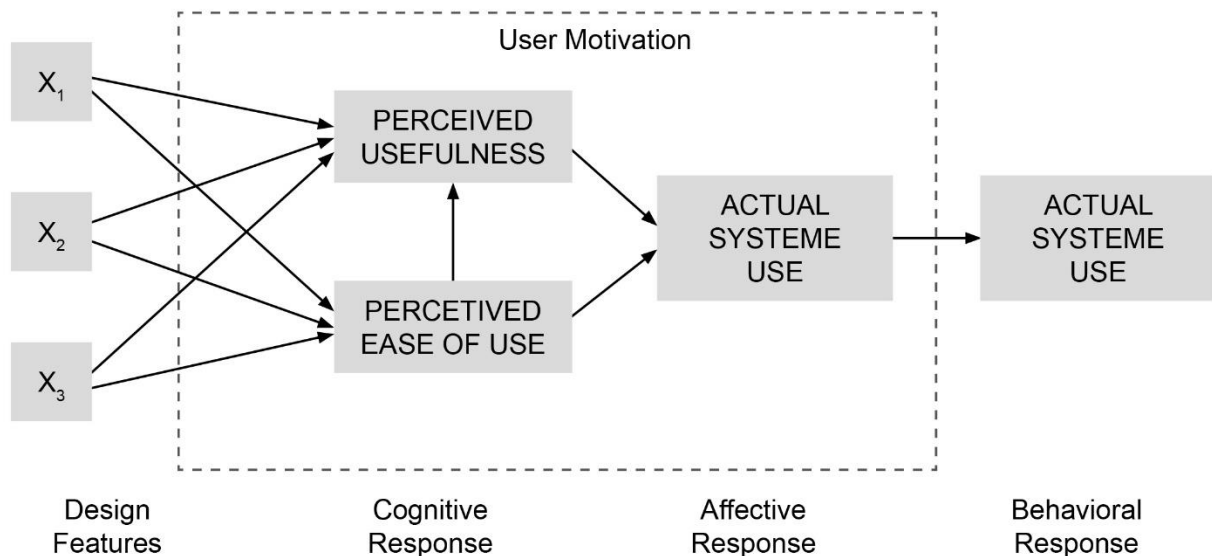 User Motivation
X₁
X₂
X₃
PERCEIVED
USEFULNESS
PERCETIVED
EASE OF USE
ACTUAL
SYSTEME
USE
ACTUAL
SYSTEME
USE
Design
Features
Cognitive
Response
Affective
Response
Behavioral
Response